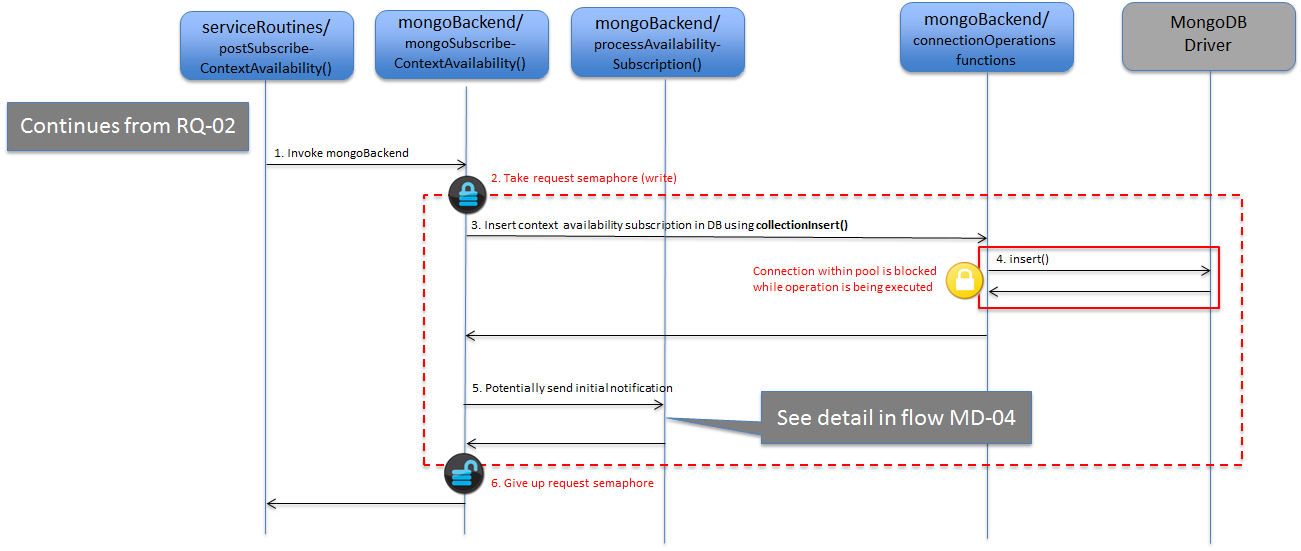 serviceRoutines/
postSubscribe-
ContextAvailability()
mongoBackend/
mongoSubscribe-
ContextAvailability()
mongoBackend/
processAvailability-
Subscription()
mongoBackend/
connectionOperations
functions
MongoDB
Driver
Continues from RQ-02
1. Invoke mongoBackend
2. Take request semaphore (write)
3. Insert context availability subscription in DB using collectionInsert()
4. insert()
Connection within pool is blocked
while operation is being executed
5. Potentially send initial notification
See detail in flow MD-04
6. Give up request semaphore